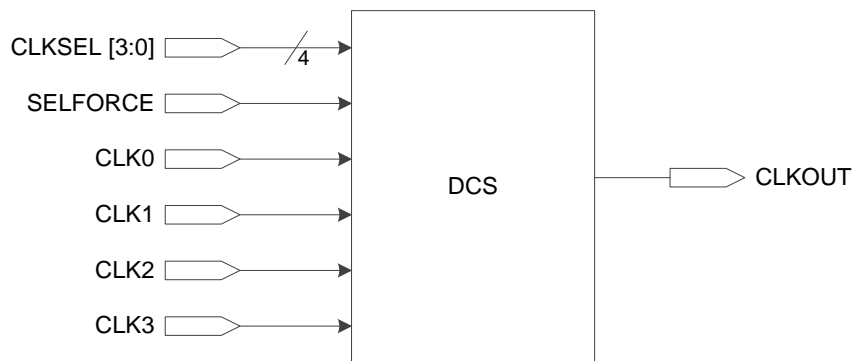 CLKSEL [3:0]
4
SELFORCE
CLK0
CLK1
CLK2
CLK3
DCS
CLKOUT